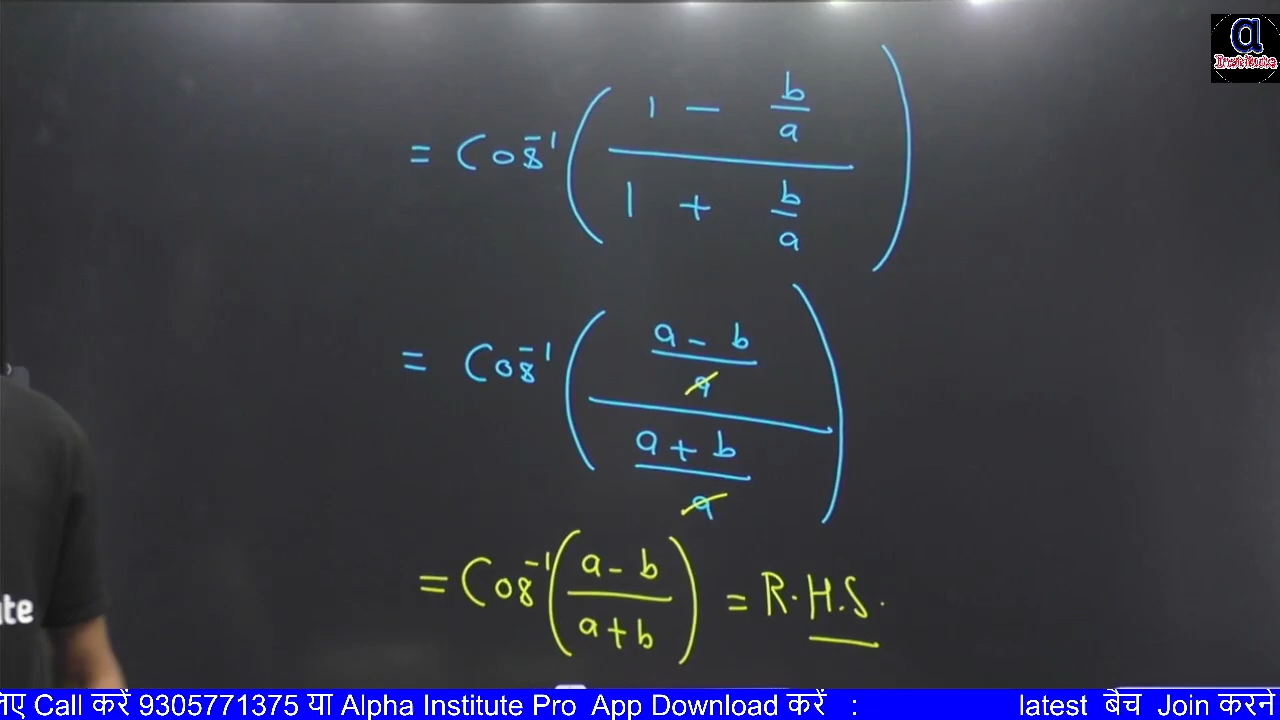 α
Institute
= Cos⁻¹ ( (1 - b/a) / (1 + b/a) )
= Cos⁻¹ ( ((a - b)/a) / ((a + b)/a) )
= Cos⁻¹ ( (a - b) / (a + b) ) = R.H.S.
Call करें 9305771375 या Alpha Institute Pro App Download करें : latest बैच Join करने